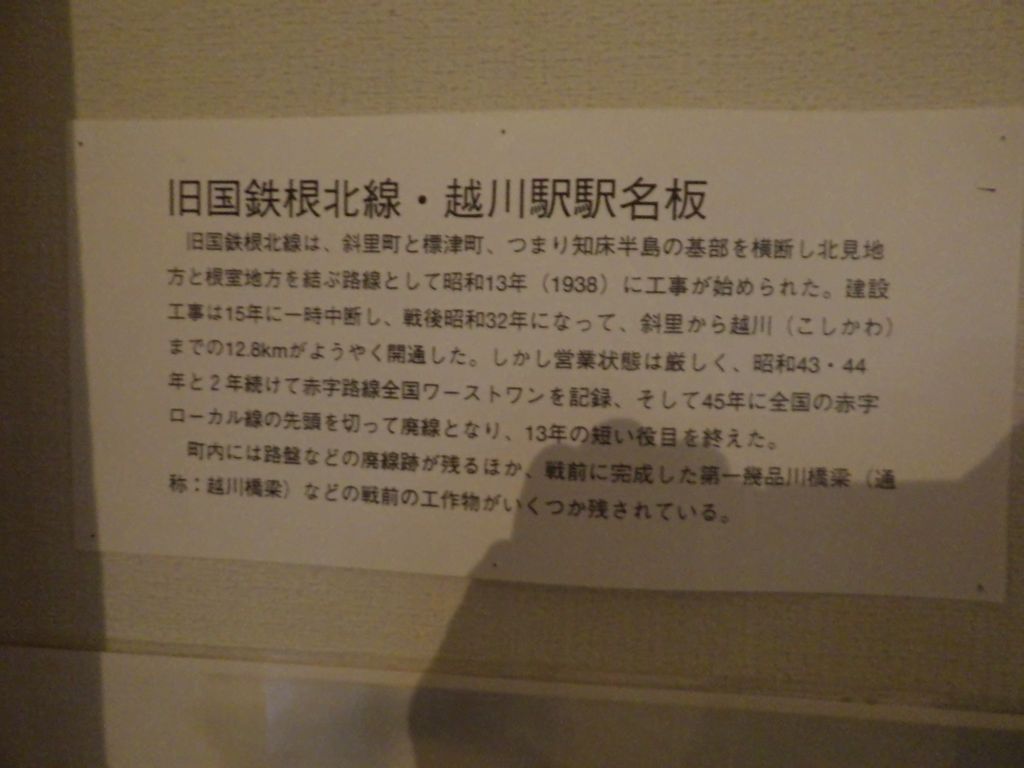 旧国鉄根北線・越川駅駅名板
旧国鉄根北線は、斜里町と標津町、つまり知床半島の基部を横断し北見地
方と根室地方を結ぶ路線として昭和13年（1938）に工事が始められた。建設
工事は15年に一時中断し、戦後昭和32年になって、斜里から越川（こしかわ）
までの12.8kmがようやく開通した。しかし営業状態は厳しく、昭和43・44
年と２年続けて赤字路線全国ワーストワンを記録、そして45年に全国の赤字
ローカル線の先頭を切って廃線となり、13年の短い役目を終えた。
町内には路盤などの廃線跡が残るほか、戦前に完成した第一幾品川橋梁（通
称：越川橋梁）などの戦前の工作物がいくつか残されている。